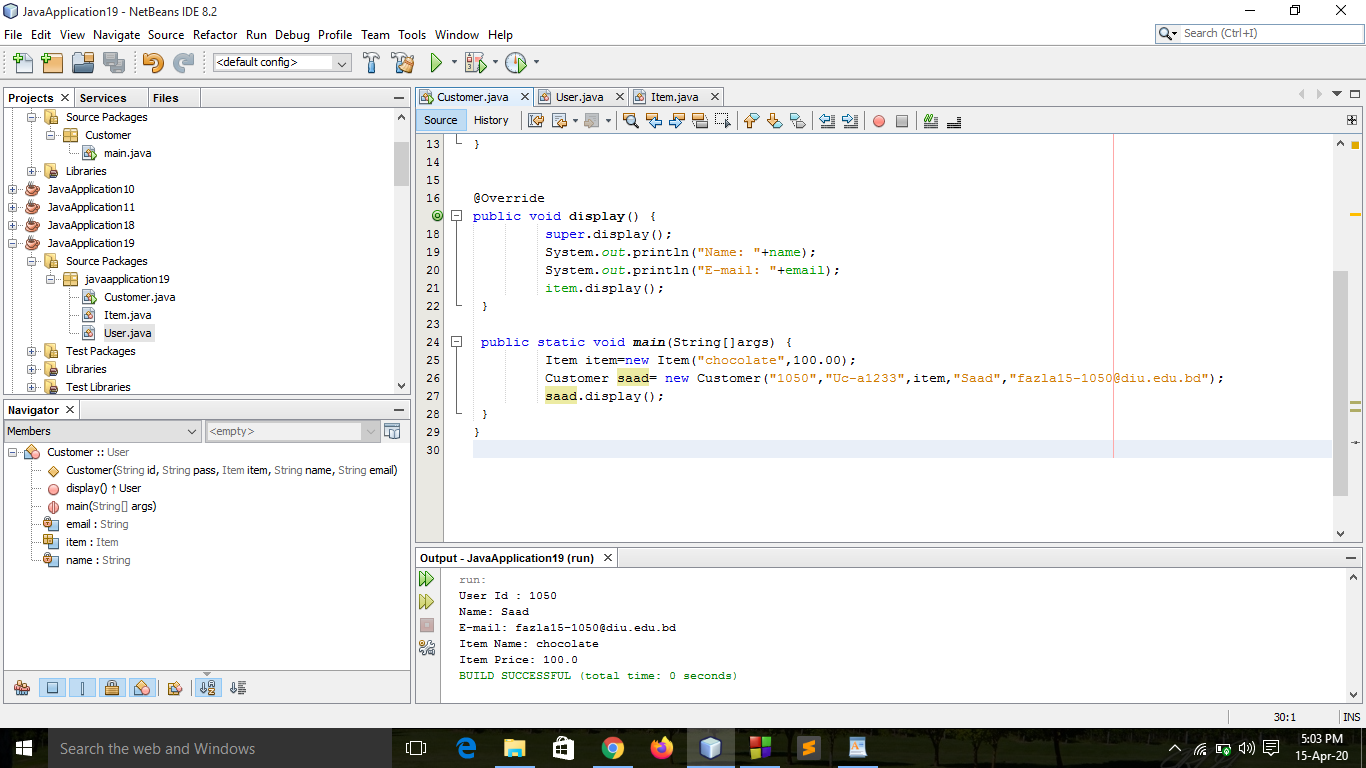 JavaApplication19 - NetBeans IDE 8.2
File Edit View Navigate Source Refactor Run Debug Profile Team Tools Window Help
Search (Ctrl+I)
<default config>
Projects Services Files
Source Packages
Customer
main.java
Libraries
JavaApplication10
JavaApplication11
JavaApplication18
JavaApplication19
Source Packages
javaapplication19
Customer.java
Item.java
User.java
Test Packages
Libraries
Test Libraries
Navigator
Members <empty>
Customer :: User
Customer(String id, String pass, Item item, String name, String email)
display() ↑ User
main(String[] args)
email : String
item : Item
name : String
Customer.java User.java Item.java
Source History
13 }
14
15
16 @Override
public void display() {
18 super.display();
19 System.out.println("Name: "+name);
20 System.out.println("E-mail: "+email);
21 item.display();
22 }
23
24 public static void main(String[]args) {
25 Item item=new Item("chocolate",100.00);
26 Customer saad= new Customer("1050","Uc-a1233",item,"Saad","fazla15-1050@diu.edu.bd");
27 saad.display();
28 }
29 }
30
Output - JavaApplication19 (run)
run:
User Id : 1050
Name: Saad
E-mail: fazla15-1050@diu.edu.bd
Item Name: chocolate
Item Price: 100.0
BUILD SUCCESSFUL (total time: 0 seconds)
30:1 INS
Search the web and Windows
5:03 PM
15-Apr-20